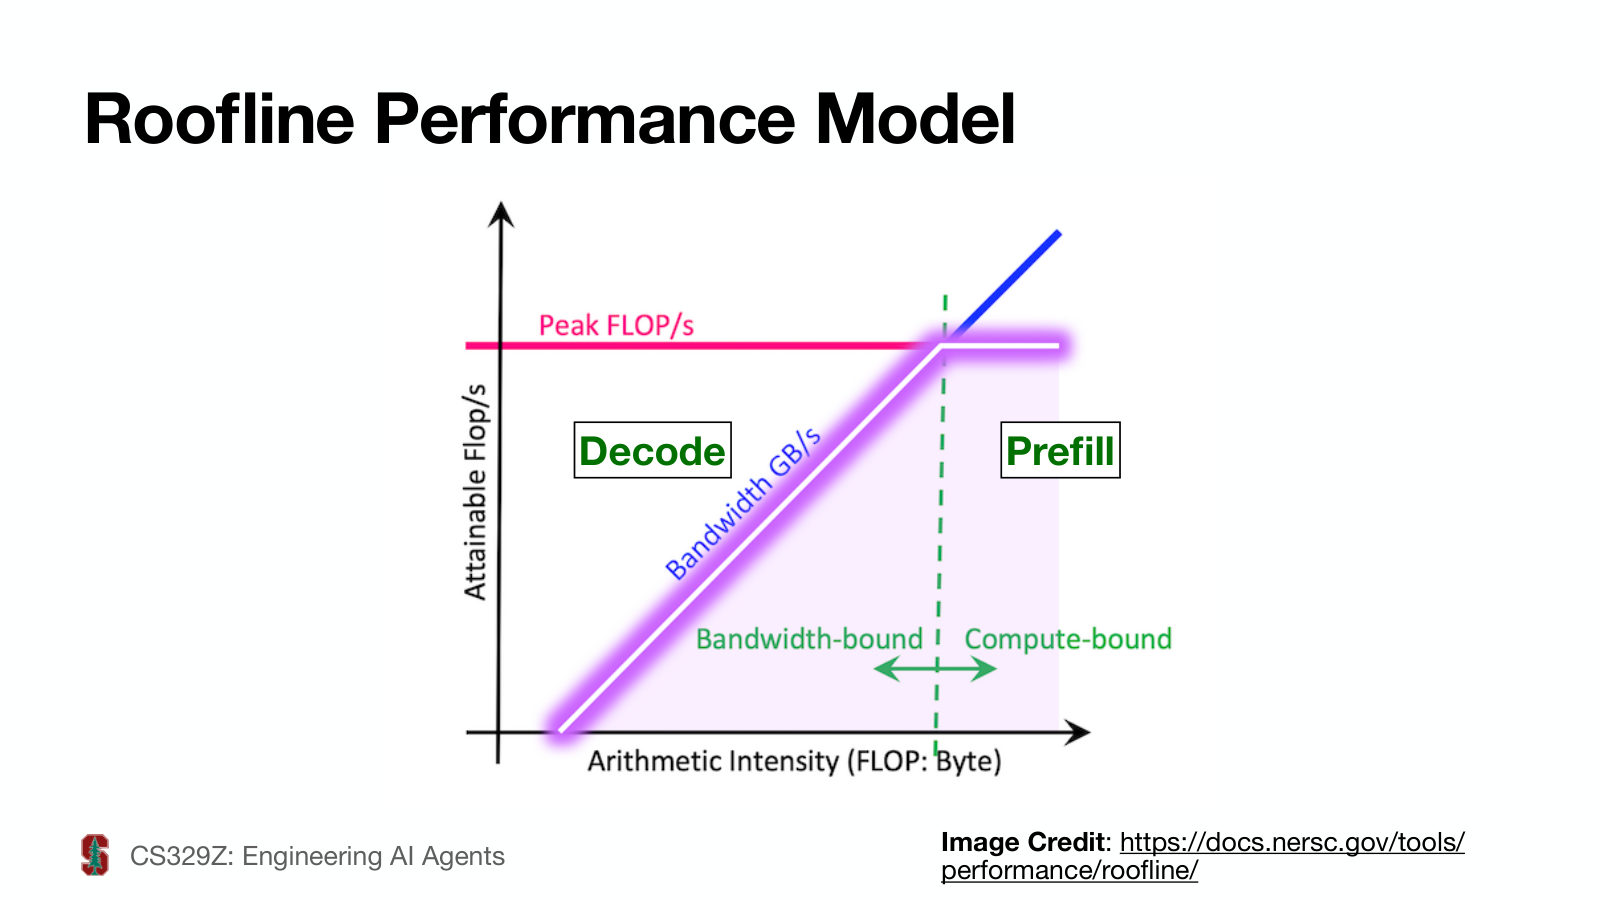 Roofline Performance Model
Peak FLOP/s
Attainable Flop/s
Decode
Bandwidth GB/s
Prefill
Bandwidth-bound
Compute-bound
Arithmetic Intensity (FLOP: Byte)
CS329Z: Engineering AI Agents
Image Credit: https://docs.nersc.gov/tools/
performance/roofline/